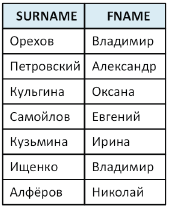 SURNAME FNAME
Орехов Владимир
Петровский Александр
Кульгина Оксана
Самойлов Евгений
Кузьмина Ирина
Ищенко Владимир
Алфёров Николай